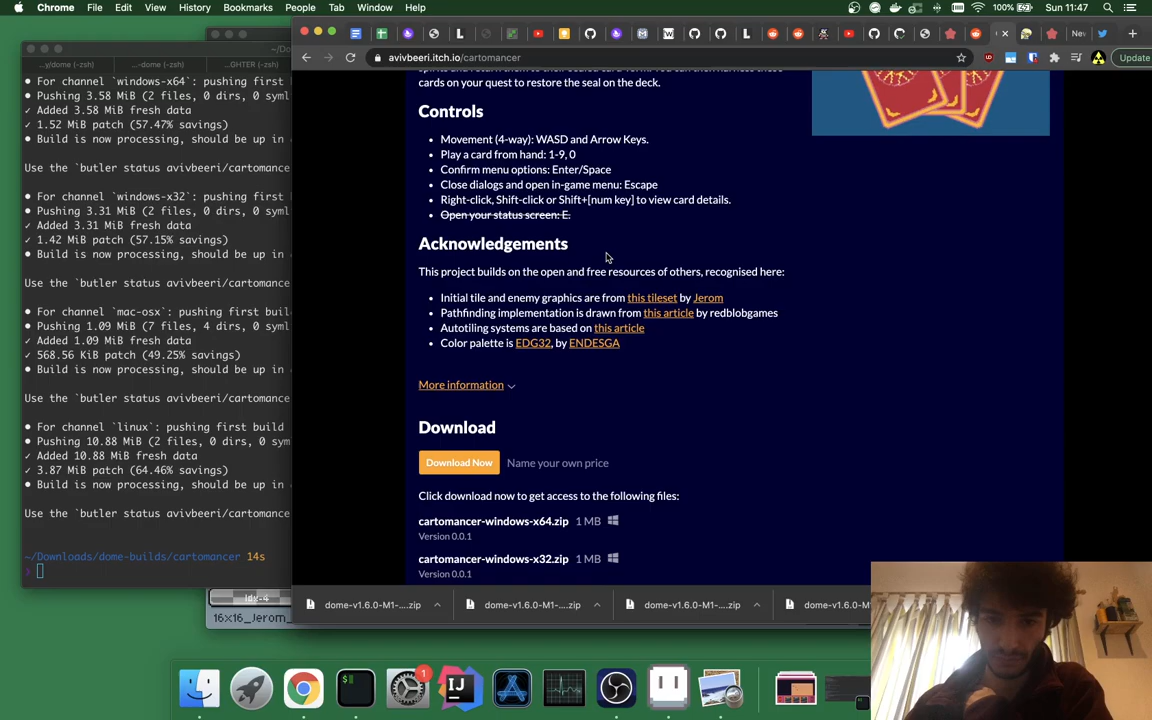 Chrome File Edit View History Bookmarks People Tab Window Help 100% Sun 11:47
...y/dome (-zsh) ...-dome (-zsh) ...GHTER (-zsh)
● For channel `windows-x64`: pushing first
● Pushing 3.58 MiB (2 files, 0 dirs, 0 sym
✓ Added 3.58 MiB fresh data
✓ 1.52 MiB patch (57.47% savings)
● Build is now processing, should be up in
Use the `butler status avivbeeri/cartomance
● For channel `windows-x32`: pushing first
● Pushing 3.31 MiB (2 files, 0 dirs, 0 sym
✓ Added 3.31 MiB fresh data
✓ 1.42 MiB patch (57.15% savings)
● Build is now processing, should be up in
Use the `butler status avivbeeri/cartomance
● For channel `mac-osx`: pushing first buil
● Pushing 1.09 MiB (7 files, 4 dirs, 0 syml
✓ Added 1.09 MiB fresh data
✓ 568.56 KiB patch (49.25% savings)
● Build is now processing, should be up in
Use the `butler status avivbeeri/cartomance
● For channel `linux`: pushing first build
● Pushing 10.88 MiB (2 files, 0 dirs, 0 sym
✓ Added 10.88 MiB fresh data
✓ 3.87 MiB patch (64.46% savings)
● Build is now processing, should be up in
Use the `butler status avivbeeri/cartomance
~/Downloads/dome-builds/cartomancer 14s
16x16_Jerom_
avivbeeri.itch.io/cartomancer
Update
cards on your quest to restore the seal on the deck.
Controls
• Movement (4-way): WASD and Arrow Keys.
• Play a card from hand: 1-9, 0
• Confirm menu options: Enter/Space
• Close dialogs and open in-game menu: Escape
• Right-click, Shift-click or Shift+[num key] to view card details.
• Open your status screen: E.
Acknowledgements
This project builds on the open and free resources of others, recognised here:
• Initial tile and enemy graphics are from this tileset by Jerom
• Pathfinding implementation is drawn from this article by redblobgames
• Autotiling systems are based on this article
• Color palette is EDG32, by ENDESGA
More information
Download
Download Now Name your own price
Click download now to get access to the following files:
cartomancer-windows-x64.zip 1 MB
Version 0.0.1
cartomancer-windows-x32.zip 1 MB
Version 0.0.1
dome-v1.6.0-M1-....zip dome-v1.6.0-M1-....zip dome-v1.6.0-M1-....zip dome-v1.6.0-M1